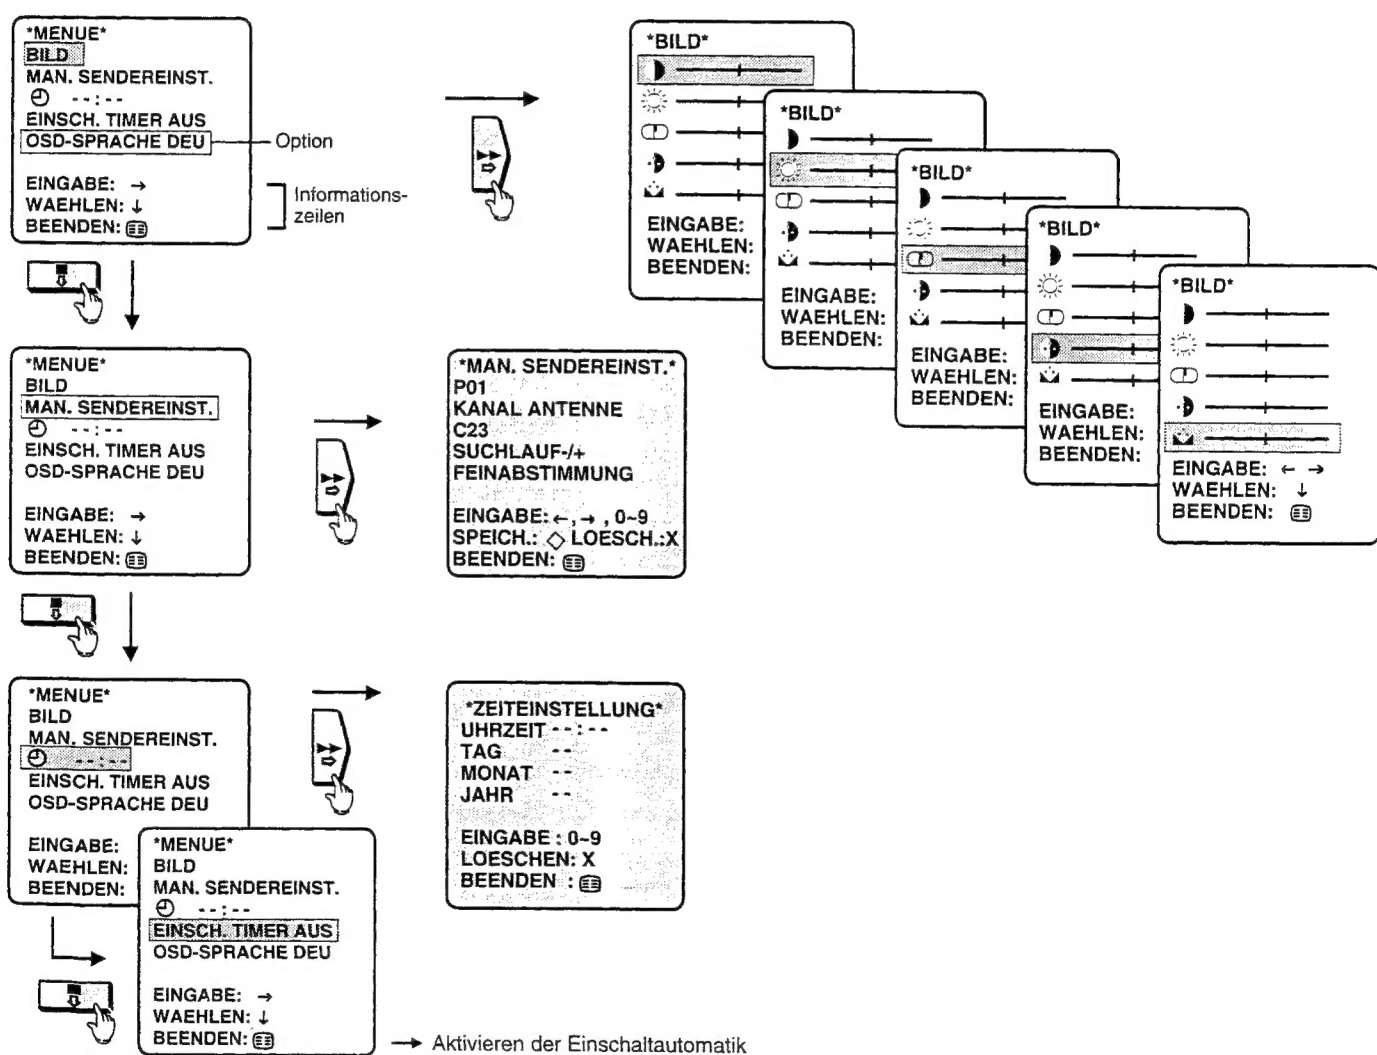 *MENUE*
BILD
MAN. SENDEREINST.
--:--
EINSCH. TIMER AUS
OSD-SPRACHE DEU
EINGABE: →
WAEHLEN: ↓
BEENDEN:
Option
Informations-
zeilen
*BILD*
EINGABE:
WAEHLEN:
BEENDEN:
*BILD*
EINGABE:
WAEHLEN:
BEENDEN:
*BILD*
EINGABE:
WAEHLEN:
BEENDEN:
*BILD*
EINGABE:
WAEHLEN:
BEENDEN:
*BILD*
EINGABE: ← →
WAEHLEN: ↓
BEENDEN:
*MENUE*
BILD
MAN. SENDEREINST.
--:--
EINSCH. TIMER AUS
OSD-SPRACHE DEU
EINGABE: →
WAEHLEN: ↓
BEENDEN:
*MAN. SENDEREINST.*
P01
KANAL ANTENNE
C23
SUCHLAUF-/+
FEINABSTIMMUNG
EINGABE: ←, →, 0~9
SPEICH.: ◇ LOESCH.:X
BEENDEN:
*MENUE*
BILD
MAN. SENDEREINST.
--:--
EINSCH. TIMER AUS
OSD-SPRACHE DEU
EINGABE:
WAEHLEN:
BEENDEN:
*ZEITEINSTELLUNG*
UHRZEIT --:--
TAG --
MONAT --
JAHR --
EINGABE : 0~9
LOESCHEN: X
BEENDEN :
*MENUE*
BILD
MAN. SENDEREINST.
--:--
EINSCH. TIMER AUS
OSD-SPRACHE DEU
EINGABE: →
WAEHLEN: ↓
BEENDEN:
→ Aktivieren der Einschaltautomatik